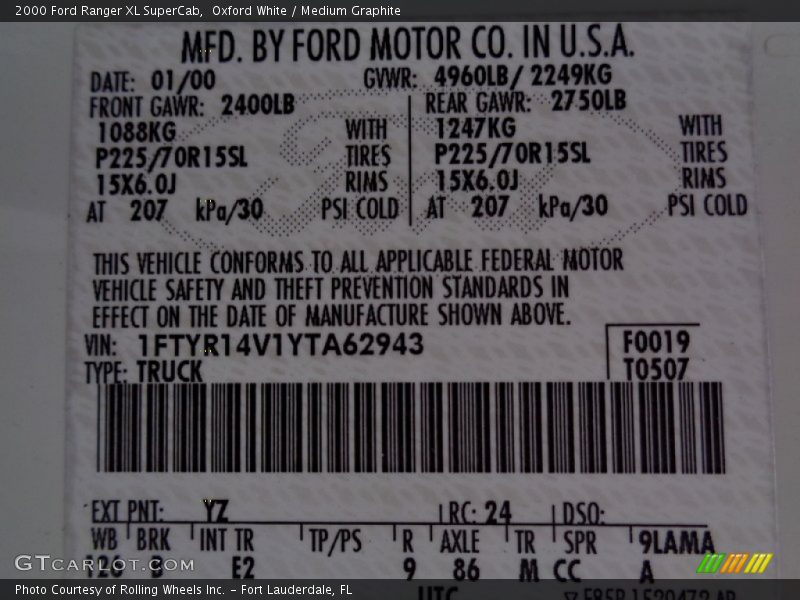 2000 Ford Ranger XL SuperCab,  Oxford White / Medium Graphite
MFD. BY FORD MOTOR CO. IN U.S.A.
DATE: 01/00 GVWR: 4960LB/ 2249KG
FRONT GAWR: 2400LB REAR GAWR: 2750LB
1088KG WITH 1247KG WITH
P225/70R15SL TIRES P225/70R15SL TIRES
15X6.0J RIMS 15X6.0J RIMS
AT 207 kPa/30 PSI COLD AT 207 kPa/30 PSI COLD
THIS VEHICLE CONFORMS TO ALL APPLICABLE FEDERAL MOTOR
VEHICLE SAFETY AND THEFT PREVENTION STANDARDS IN
EFFECT ON THE DATE OF MANUFACTURE SHOWN ABOVE.
VIN: 1FTYR14V1YTA62943 F0019
TYPE: TRUCK T0507
EXT PNT: YZ RC: 24 DSO:
WB BRK INT TR TP/PS R AXLE TR SPR 9LAMA
126 B E2 9 86 M CC A
GTCARLOT.COM
UTC
Photo Courtesy of Rolling Wheels Inc. – Fort Lauderdale, FL